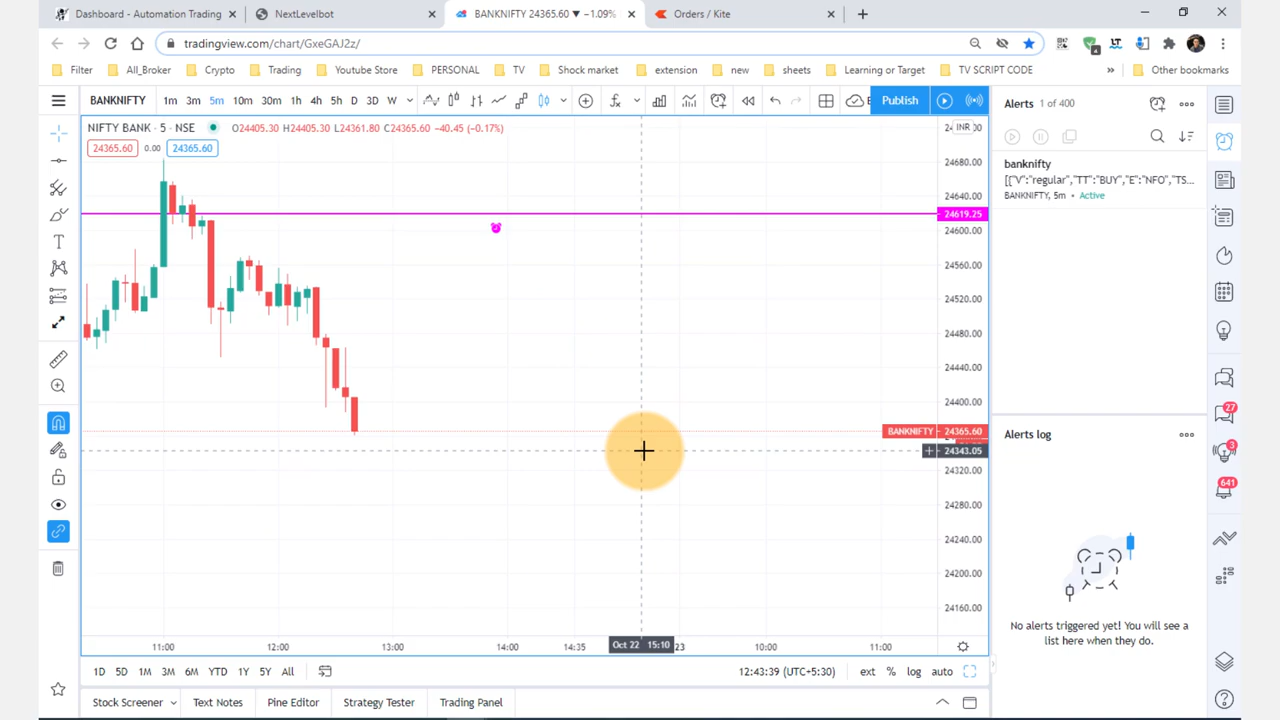 Dashboard - Automation Trading
NextLevelbot
BANKNIFTY 24365.60 ▼ −1.09%
Orders / Kite
tradingview.com/chart/GxeGAJ2z/
Filter
All_Broker
Crypto
Trading
Youtube Store
PERSONAL
TV
Stock market
extension
new
sheets
Learning or Target
TV SCRIPT CODE
Other bookmarks
BANKNIFTY
1m 3m 5m 10m 30m 1h 4h 5h D 3D W
Publish
Alerts 1 of 400
NIFTY BANK · 5 · NSE
O24405.30 H24405.30 L24361.80 C24365.60 −40.45 (−0.17%)
INR
24365.60 0.00 24365.60
banknifty
[{"V":"regular","TT":"BUY","E":"NFO","TS...
BANKNIFTY, 5m • Active
24680.00
24640.00
24619.25
24600.00
24560.00
24520.00
24480.00
24440.00
24400.00
BANKNIFTY 24365.60
24343.05
24320.00
24280.00
24240.00
24200.00
24160.00
Alerts log
27
3
641
No alerts triggered yet! You will see a
list here when they do.
11:00 12:00 13:00 14:00 14:35 Oct 22 15:10 23 10:00 11:00
1D 5D 1M 3M 6M YTD 1Y 5Y All
12:43:39 (UTC+5:30)
ext % log auto
Stock Screener
Text Notes
Pine Editor
Strategy Tester
Trading Panel